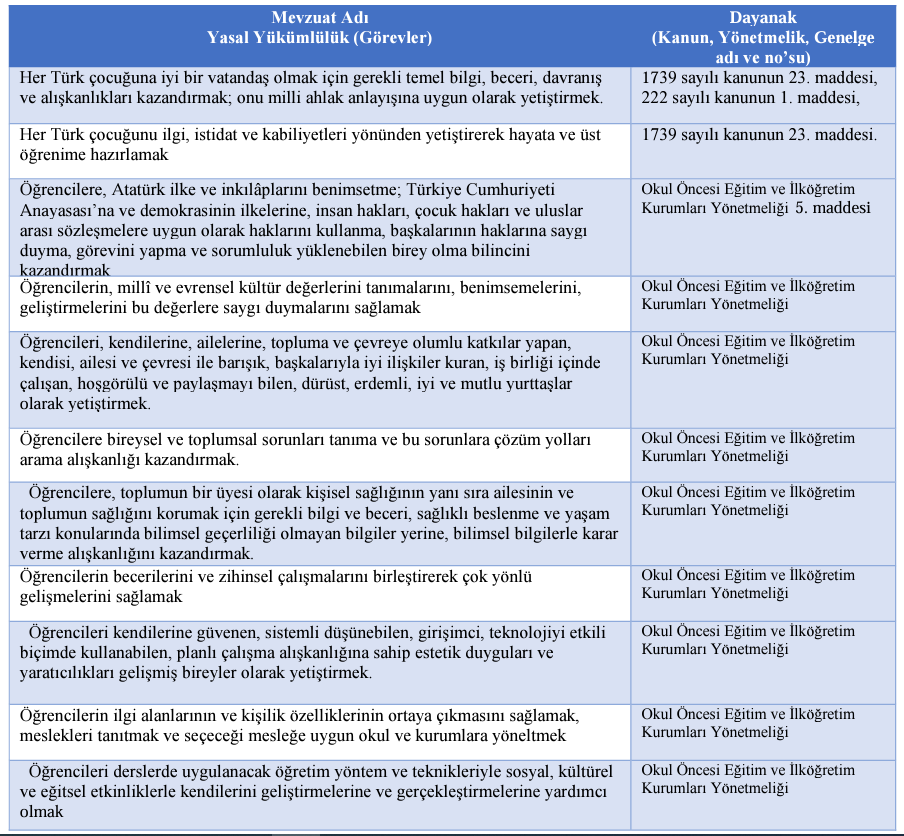 Mevzuat Adı
Yasal Yükümlülük (Görevler)
Dayanak
(Kanun, Yönetmelik, Genelge
adı ve no’su)
Her Türk çocuğuna iyi bir vatandaş olmak için gerekli temel bilgi, beceri, davranış
ve alışkanlıkları kazandırmak; onu milli ahlak anlayışına uygun olarak yetiştirmek.
1739 sayılı kanunun 23. maddesi,
222 sayılı kanunun 1. maddesi,
Her Türk çocuğunu ilgi, istidat ve kabiliyetleri yönünden yetiştirerek hayata ve üst
öğrenime hazırlamak
1739 sayılı kanunun 23. maddesi.
Öğrencilere, Atatürk ilke ve inkılâplarını benimsetme; Türkiye Cumhuriyeti
Anayasası’na ve demokrasinin ilkelerine, insan hakları, çocuk hakları ve uluslar
arası sözleşmelere uygun olarak haklarını kullanma, başkalarının haklarına saygı
duyma, görevini yapma ve sorumluluk yüklenebilen birey olma bilincini
kazandırmak
Okul Öncesi Eğitim ve İlköğretim
Kurumları Yönetmeliği 5. maddesi
Öğrencilerin, millî ve evrensel kültür değerlerini tanımalarını, benimsemelerini,
geliştirmelerini bu değerlere saygı duymalarını sağlamak
Okul Öncesi Eğitim ve İlköğretim
Kurumları Yönetmeliği
Öğrencileri, kendilerine, ailelerine, topluma ve çevreye olumlu katkılar yapan,
kendisi, ailesi ve çevresi ile barışık, başkalarıyla iyi ilişkiler kuran, iş birliği içinde
çalışan, hoşgörülü ve paylaşmayı bilen, dürüst, erdemli, iyi ve mutlu yurttaşlar
olarak yetiştirmek.
Okul Öncesi Eğitim ve İlköğretim
Kurumları Yönetmeliği
Öğrencilere bireysel ve toplumsal sorunları tanıma ve bu sorunlara çözüm yolları
arama alışkanlığı kazandırmak.
Okul Öncesi Eğitim ve İlköğretim
Kurumları Yönetmeliği
Öğrencilere, toplumun bir üyesi olarak kişisel sağlığının yanı sıra ailesinin ve
toplumun sağlığını korumak için gerekli bilgi ve beceri, sağlıklı beslenme ve yaşam
tarzı konularında bilimsel geçerliliği olmayan bilgiler yerine, bilimsel bilgilerle karar
verme alışkanlığını kazandırmak.
Okul Öncesi Eğitim ve İlköğretim
Kurumları Yönetmeliği
Öğrencilerin becerilerini ve zihinsel çalışmalarını birleştirerek çok yönlü
gelişmelerini sağlamak
Okul Öncesi Eğitim ve İlköğretim
Kurumları Yönetmeliği
Öğrencileri kendilerine güvenen, sistemli düşünebilen, girişimci, teknolojiyi etkili
biçimde kullanabilen, planlı çalışma alışkanlığına sahip estetik duyguları ve
yaratıcılıkları gelişmiş bireyler olarak yetiştirmek.
Okul Öncesi Eğitim ve İlköğretim
Kurumları Yönetmeliği
Öğrencilerin ilgi alanlarının ve kişilik özelliklerinin ortaya çıkmasını sağlamak,
meslekleri tanıtmak ve seçeceği mesleğe uygun okul ve kurumlara yöneltmek
Okul Öncesi Eğitim ve İlköğretim
Kurumları Yönetmeliği
Öğrencileri derslerde uygulanacak öğretim yöntem ve teknikleriyle sosyal, kültürel
ve eğitsel etkinliklerle kendilerini geliştirmelerine ve gerçekleştirmelerine yardımcı
olmak
Okul Öncesi Eğitim ve İlköğretim
Kurumları Yönetmeliği